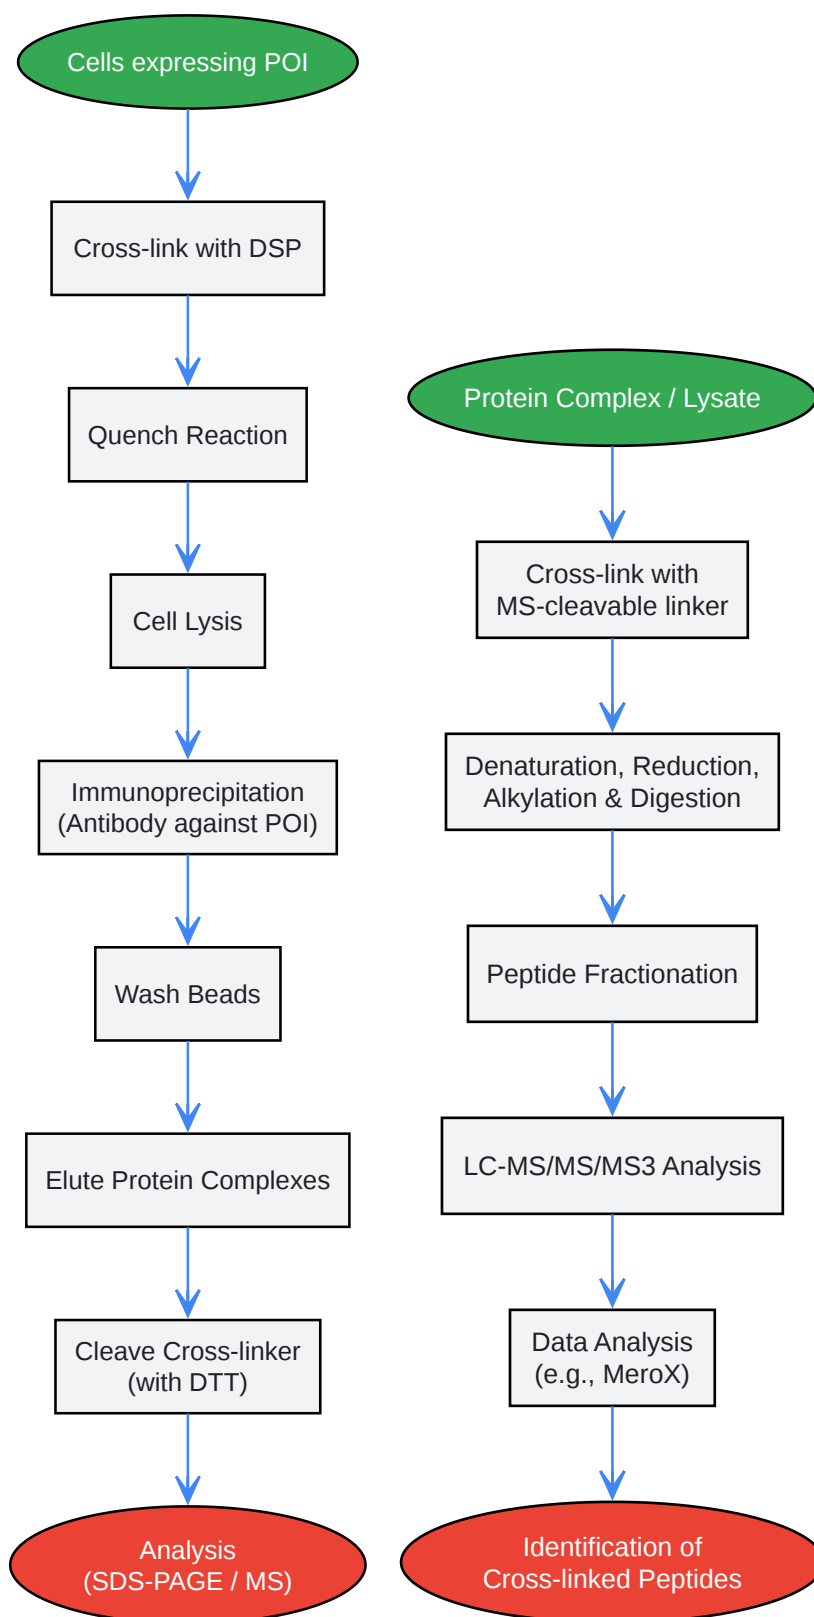 Cells expressing POI
Cross-link with DSP
Quench Reaction
Cell Lysis
Immunoprecipitation
(Antibody against POI)
Wash Beads
Elute Protein Complexes
Cleave Cross-linker
(with DTT)
Analysis
(SDS-PAGE / MS)
Protein Complex / Lysate
Cross-link with
MS-cleavable linker
Denaturation, Reduction,
Alkylation & Digestion
Peptide Fractionation
LC-MS/MS/MS3 Analysis
Data Analysis
(e.g., MeroX)
Identification of
Cross-linked Peptides